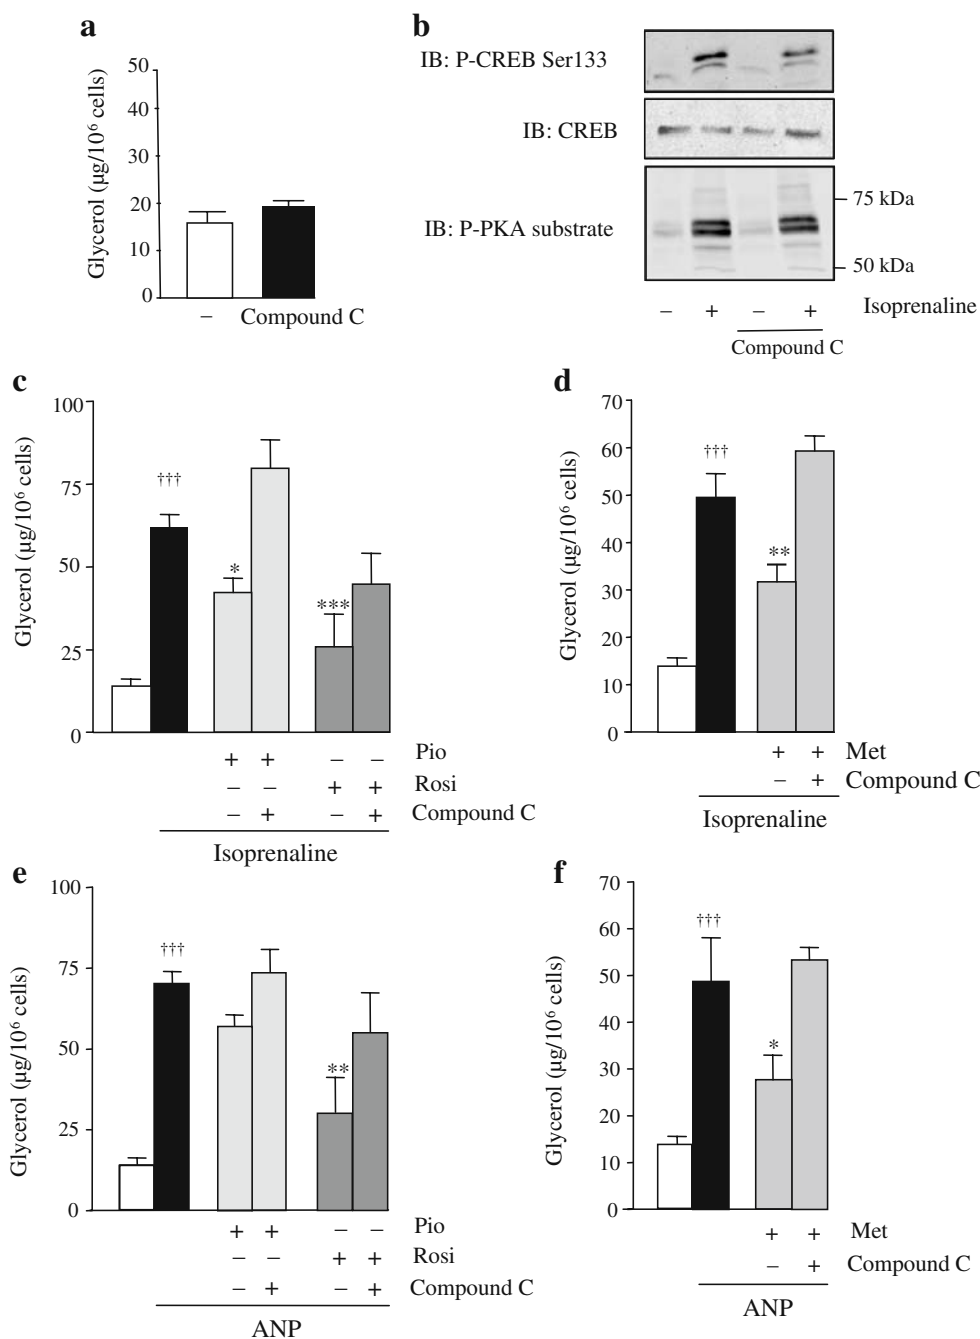 a
Glycerol (µg/10⁶ cells)
50
40
30
20
10
0
– Compound C
b
IB: P-CREB Ser133
IB: CREB
IB: P-PKA substrate
75 kDa
50 kDa
– + – + Isoprenaline
Compound C
c
Glycerol (µg/10⁶ cells)
100
75
50
25
0
†††
*
***
+ + – – Pio
– – + + Rosi
– + – + Compound C
Isoprenaline
d
Glycerol (µg/10⁶ cells)
70
60
50
40
30
20
10
0
†††
**
+ + Met
– + Compound C
Isoprenaline
e
Glycerol (µg/10⁶ cells)
100
75
50
25
0
†††
**
+ + – – Pio
– – + + Rosi
– + – + Compound C
ANP
f
Glycerol (µg/10⁶ cells)
70
60
50
40
30
20
10
0
†††
*
+ + Met
– + Compound C
ANP